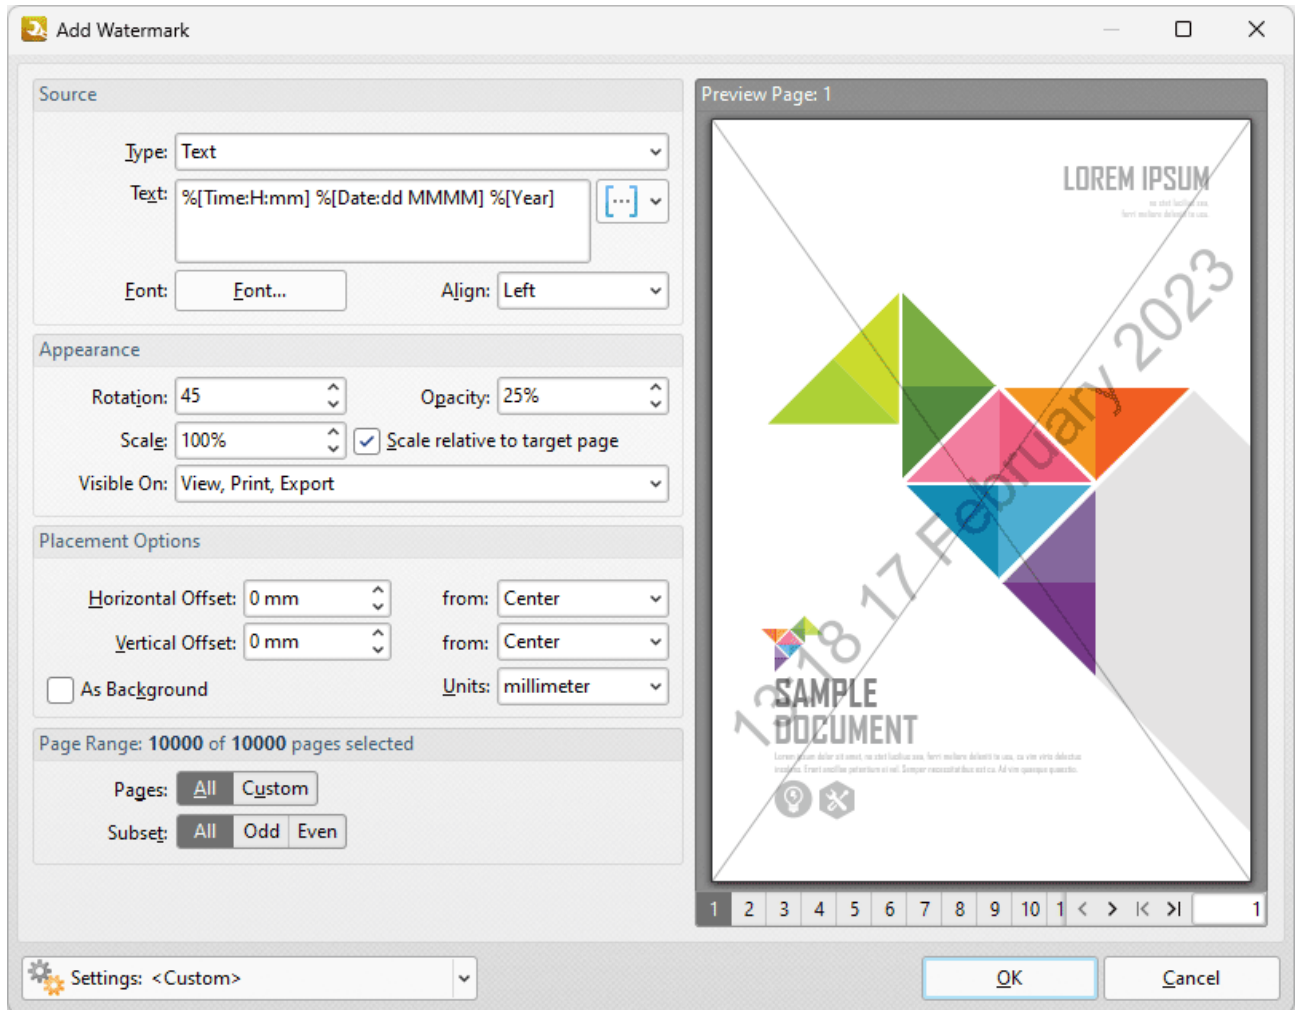 Add Watermark
Source
Type: Text
Text: %[Time:H:mm] %[Date:dd MMMM] %[Year]
Font: Font... Align: Left
Appearance
Rotation: 45 Opacity: 25%
Scale: 100% Scale relative to target page
Visible On: View, Print, Export
Placement Options
Horizontal Offset: 0 mm from: Center
Vertical Offset: 0 mm from: Center
As Background Units: millimeter
Page Range: 10000 of 10000 pages selected
Pages: All Custom
Subset: All Odd Even
Preview Page: 1
LOREM IPSUM
13:18 17 February 2023
SAMPLE
DOCUMENT
1 2 3 4 5 6 7 8 9 10 1 1
Settings: <Custom>
OK Cancel